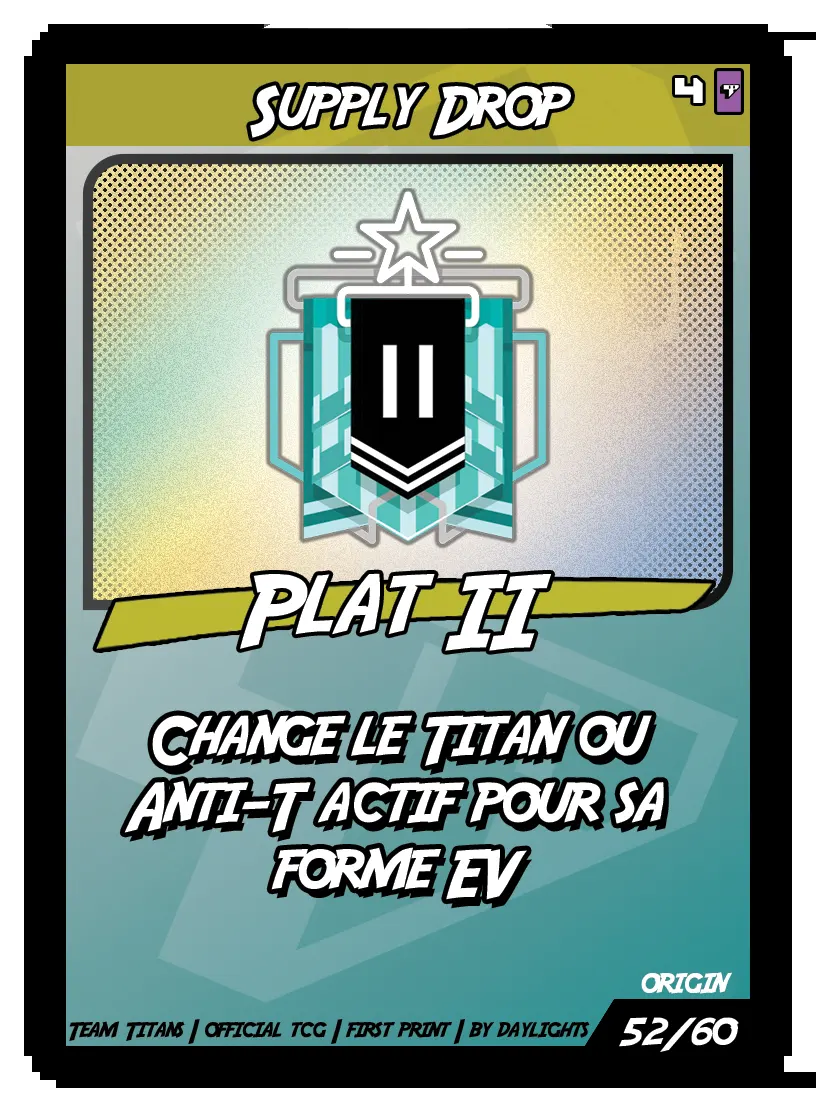 Supply Drop
4
II
Plat II
Change le Titan ou
Anti-T actif pour sa
forme EV
ORIGIN
Team Titans | official tcg | first print | by daylights
52/60